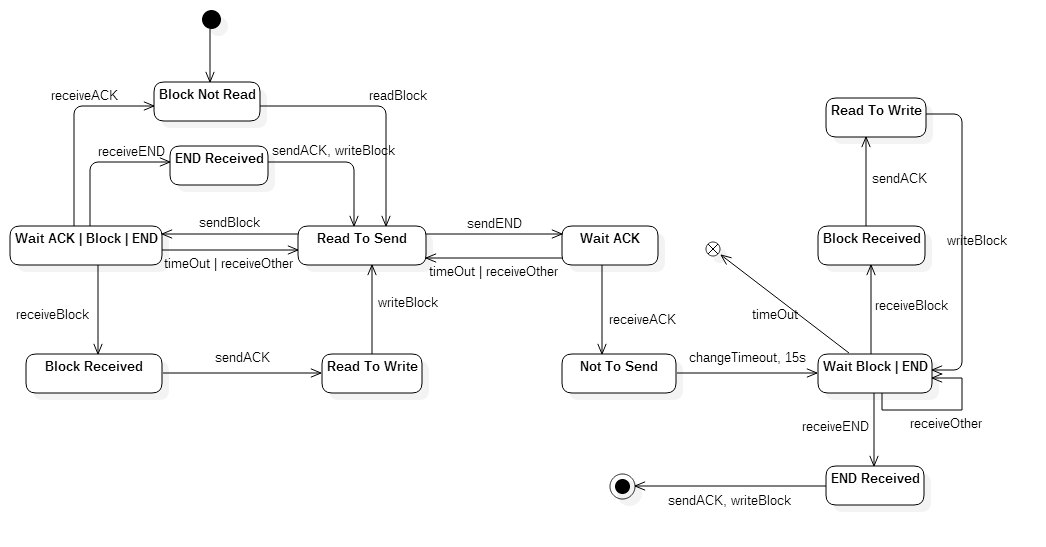 receiveACK
Block Not Read
readBlock
Read To Write
receiveEND
END Received
sendACK, writeBlock
sendACK
Wait ACK | Block | END
sendBlock
Read To Send
sendEND
Wait ACK
Block Received
writeBlock
timeOut | receiveOther
timeOut | receiveOther
receiveBlock
writeBlock
receiveACK
timeOut
receiveBlock
Block Received
sendACK
Read To Write
Not To Send
changeTimeout, 15s
Wait Block | END
receiveEND
receiveOther
END Received
sendACK, writeBlock